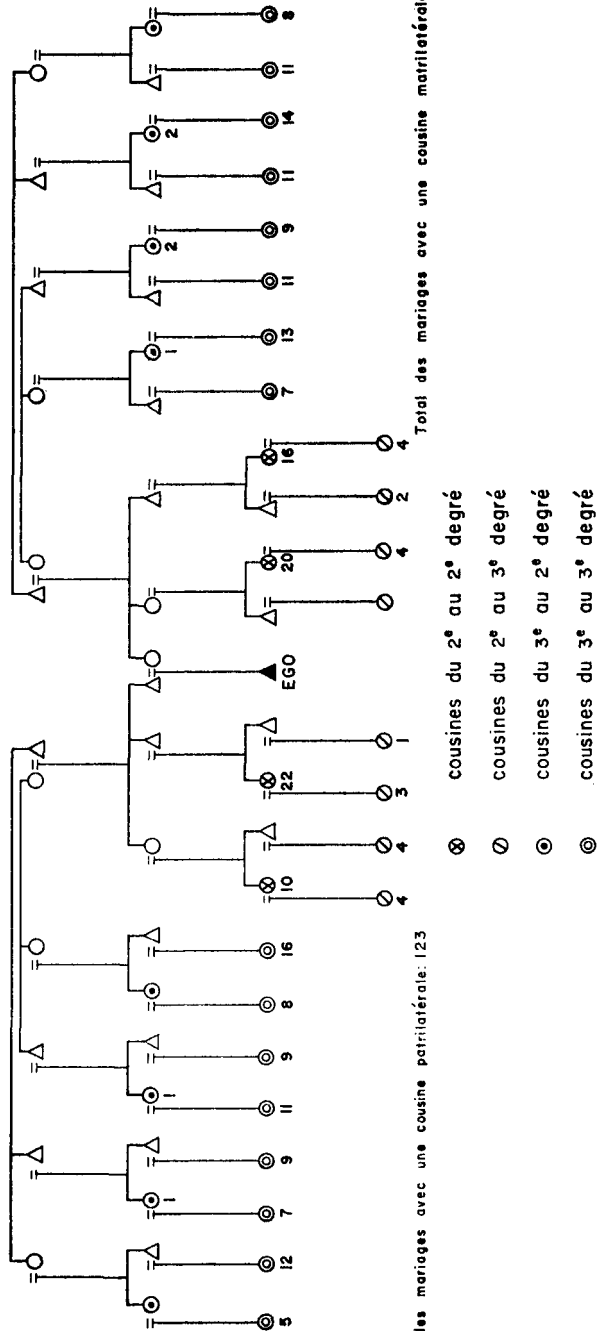 1 1 1 2 2
5 12 7 9 11 9 8 16 10 22 EGO 20 16 7 13 11 9 11 14 11 8
4 4 3 1 4 2 4
des mariages avec une cousine patrilatérale: 123
Total des mariages avec une cousine matrilatérale
cousines du 2e au 2e degré
cousines du 2e au 3e degré
cousines du 3e au 2e degré
cousines du 3e au 3e degré